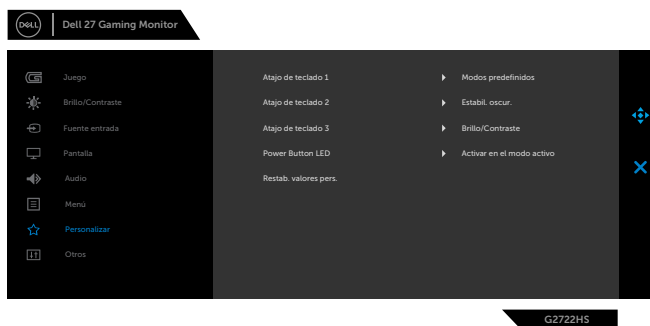 DELL Dell 27 Gaming Monitor
Juego Atajo de teclado 1 Modos predefinidos
Brillo/Contraste Atajo de teclado 2 Estabil. oscur.
Fuente entrada Atajo de teclado 3 Brillo/Contraste
Pantalla Power Button LED Activar en el modo activo
Audio Restab. valores pers.
Menú
Personalizar
Otros
G2722HS